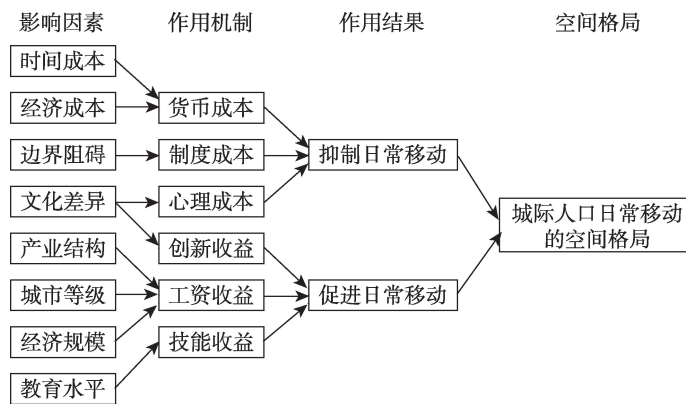 影响因素 作用机制 作用结果 空间格局
时间成本
经济成本 货币成本
边界阻碍 制度成本 抑制日常移动
文化差异 心理成本
城际人口日常移动
的空间格局
产业结构 创新收益
城市等级 工资收益 促进日常移动
经济规模 技能收益
教育水平